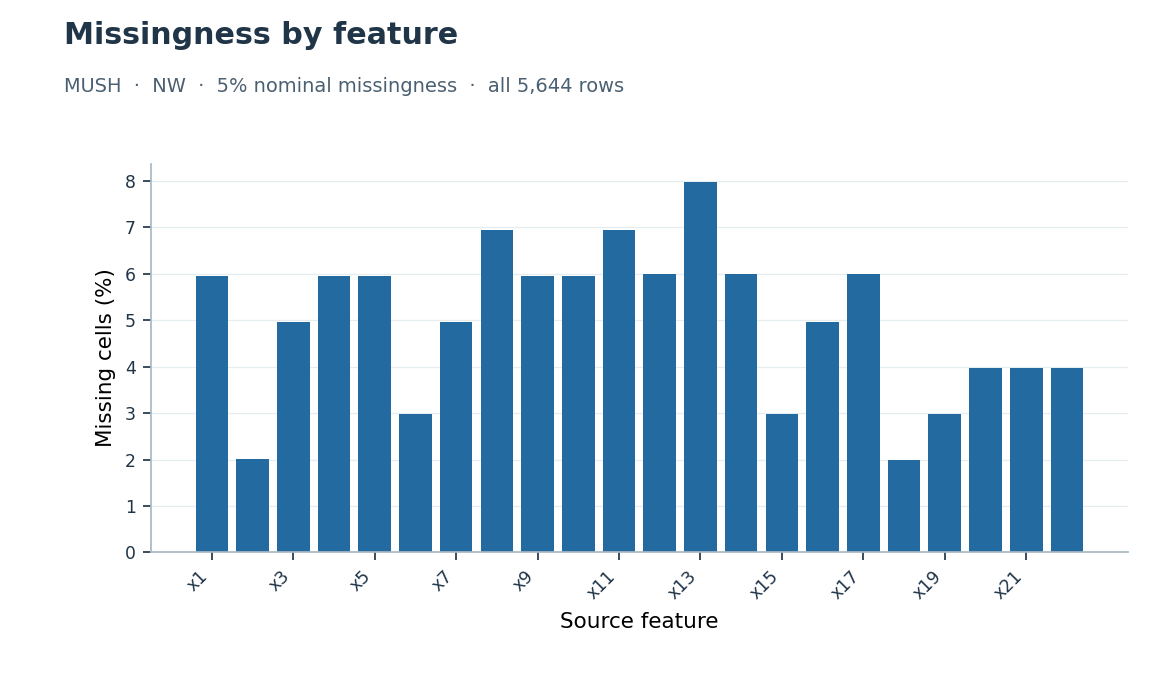 Missingness by feature
MUSH · NW · 5% nominal missingness · all 5,644 rows
8
7
6
5
4
3
2
1
0
Missing cells (%)
x1 x3 x5 x7 x9 x11 x13 x15 x17 x19 x21
Source feature